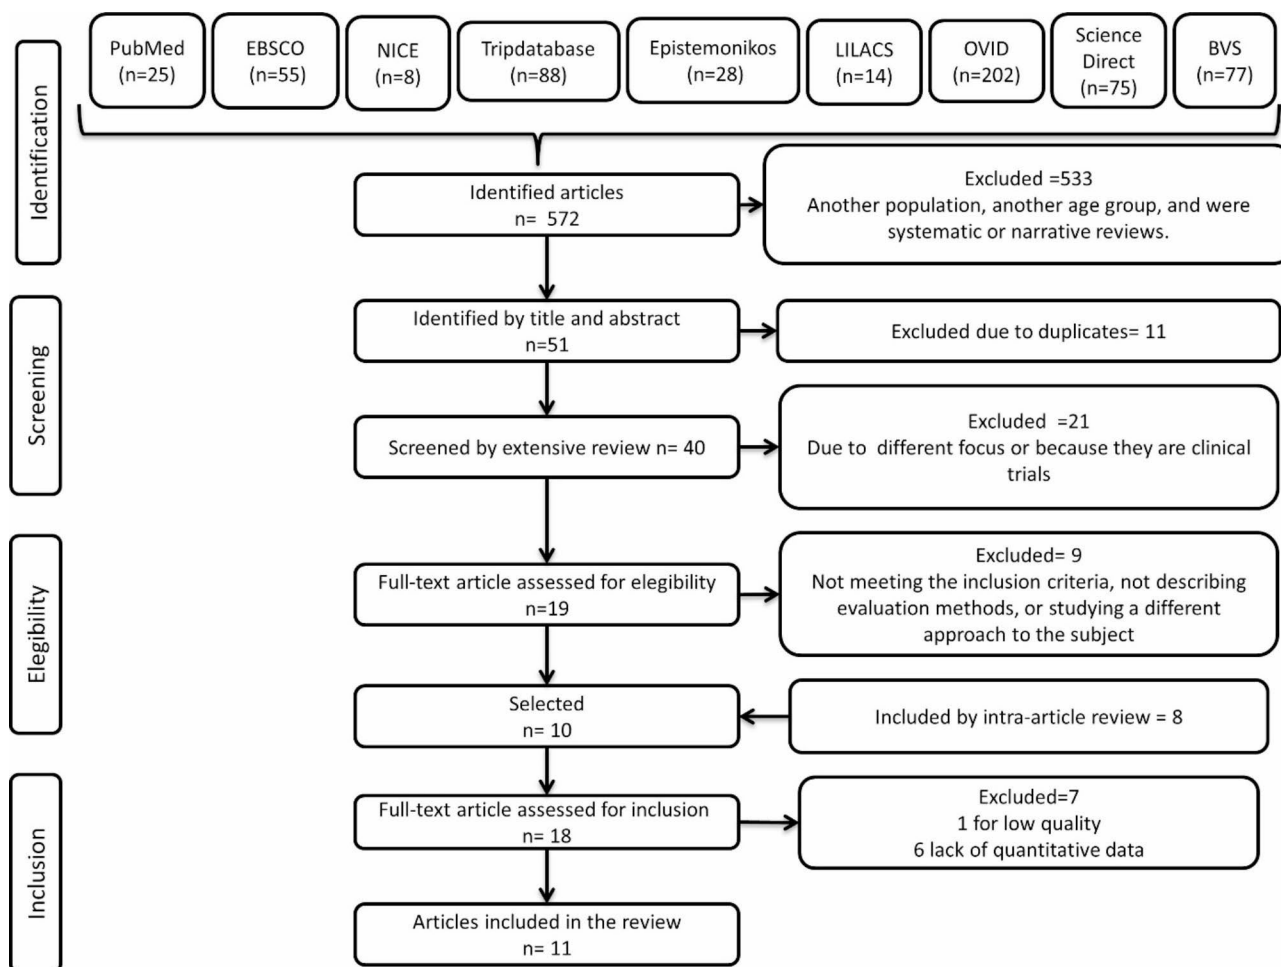 PubMed
(n=25)
EBSCO
(n=55)
NICE
(n=8)
Tripdatabase
(n=88)
Epistemonikos
(n=28)
LILACS
(n=14)
OVID
(n=202)
Science
Direct
(n=75)
BVS
(n=77)
Identification
Identified articles
n= 572
Excluded =533
Another population, another age group, and were
systematic or narrative reviews.
Screening
Identified by title and abstract
n=51
Excluded due to duplicates= 11
Screened by extensive review n= 40
Excluded =21
Due to different focus or because they are clinical
trials
Elegibility
Full-text article assessed for elegibility
n=19
Excluded= 9
Not meeting the inclusion criteria, not describing
evaluation methods, or studying a different
approach to the subject
Selected
n= 10
Included by intra-article review = 8
Inclusion
Full-text article assessed for inclusion
n= 18
Excluded=7
1 for low quality
6 lack of quantitative data
Articles included in the review
n= 11